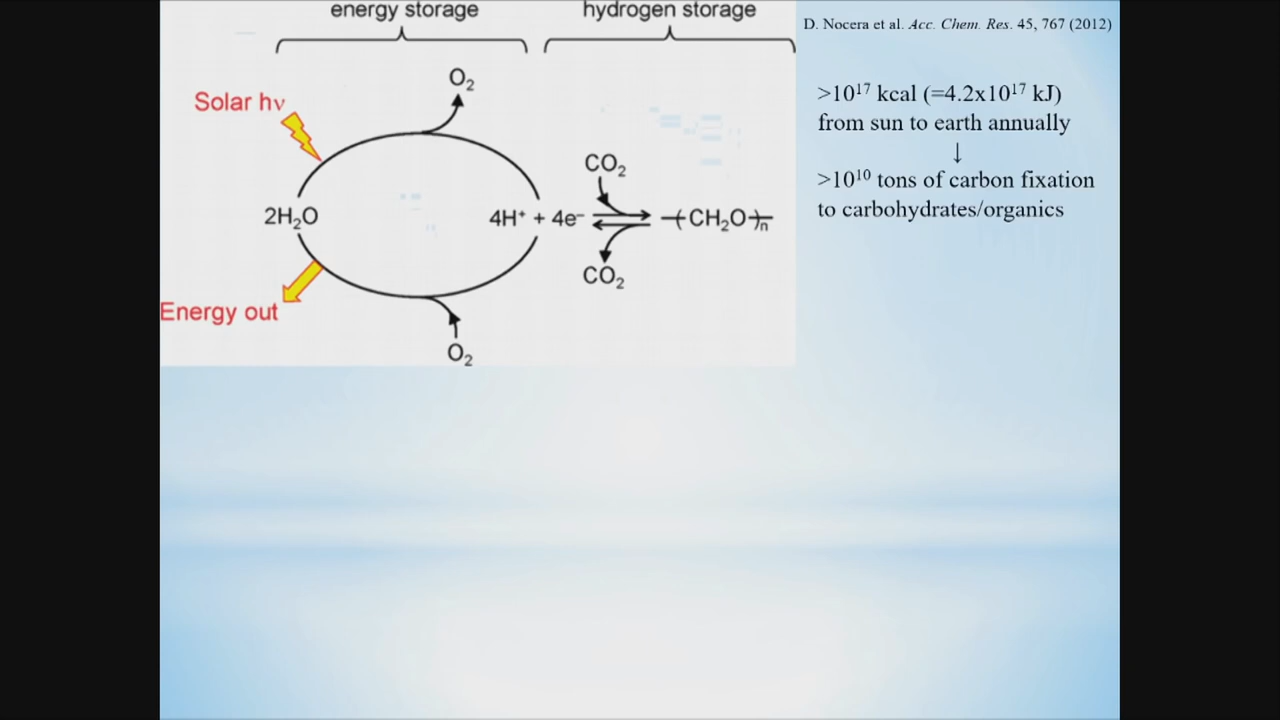 energy storage
hydrogen storage
D. Nocera et al. Acc. Chem. Res. 45, 767 (2012)
O₂
Solar hν
>10¹⁷ kcal (=4.2x10¹⁷ kJ)
from sun to earth annually
↓
>10¹⁰ tons of carbon fixation
to carbohydrates/organics
CO₂
2H₂O
4H⁺ + 4e⁻
(CH₂O)ₙ
CO₂
Energy out
O₂